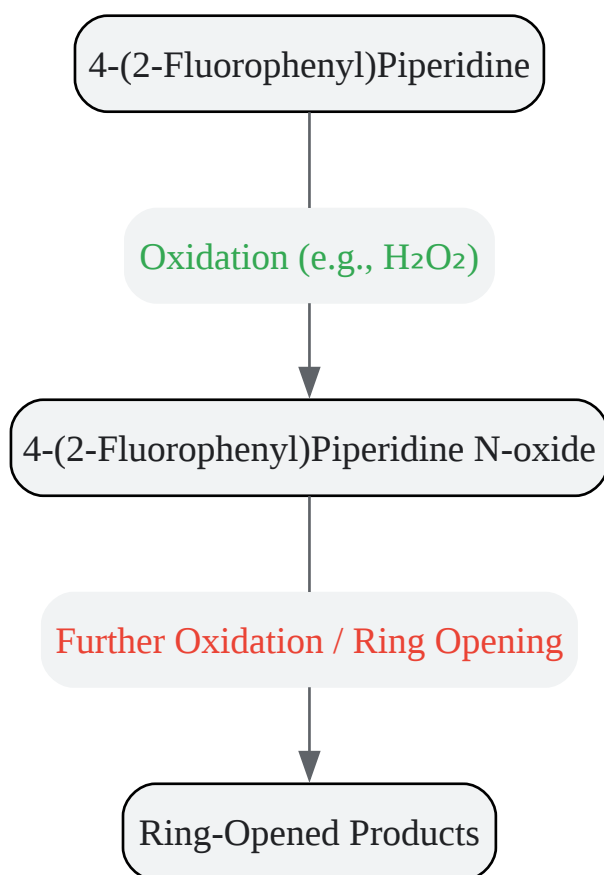 4-(2-Fluorophenyl)Piperidine
Oxidation (e.g., H₂O₂)
4-(2-Fluorophenyl)Piperidine N-oxide
Further Oxidation / Ring Opening
Ring-Opened Products